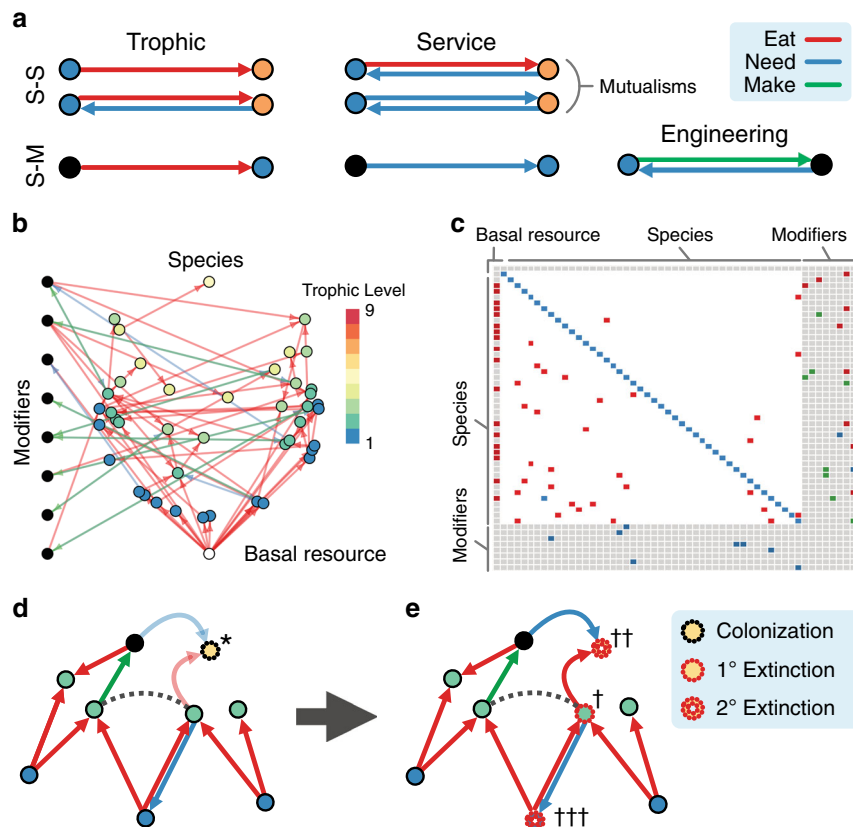 a
Trophic
Service
Eat
Need
Make
S-S
Mutualisms
S-M
Engineering
b
Species
Trophic Level
9
1
Modifiers
Basal resource
c
Basal resource
Species
Modifiers
Species
Modifiers
d
*
e
††
†
†††
Colonization
1° Extinction
2° Extinction